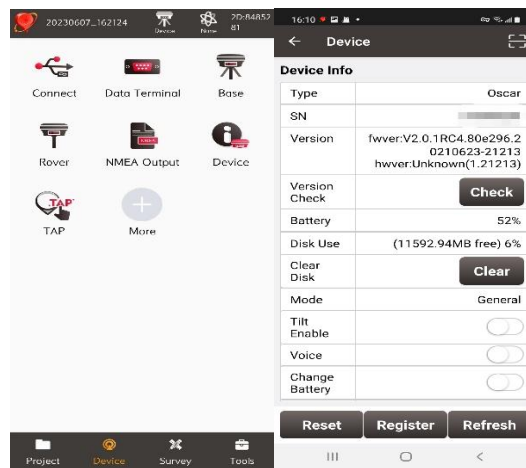 20230607_162124
Device
None
2D:84852
81
Connect
Data Terminal
Base
Rover
NMEA Output
Device
TAP
TAP
More
Project
Device
Survey
Tools
16:10
Device
Device Info
Type
Oscar
SN
Version
fwver:V2.0.1RC4.80e296.2
0210623-21213
hwver:Unknown(1.21213)
Version
Check
Check
Battery
52%
Disk Use
(11592.94MB free) 6%
Clear
Disk
Clear
Mode
General
Tilt
Enable
Voice
Change
Battery
Reset
Register
Refresh